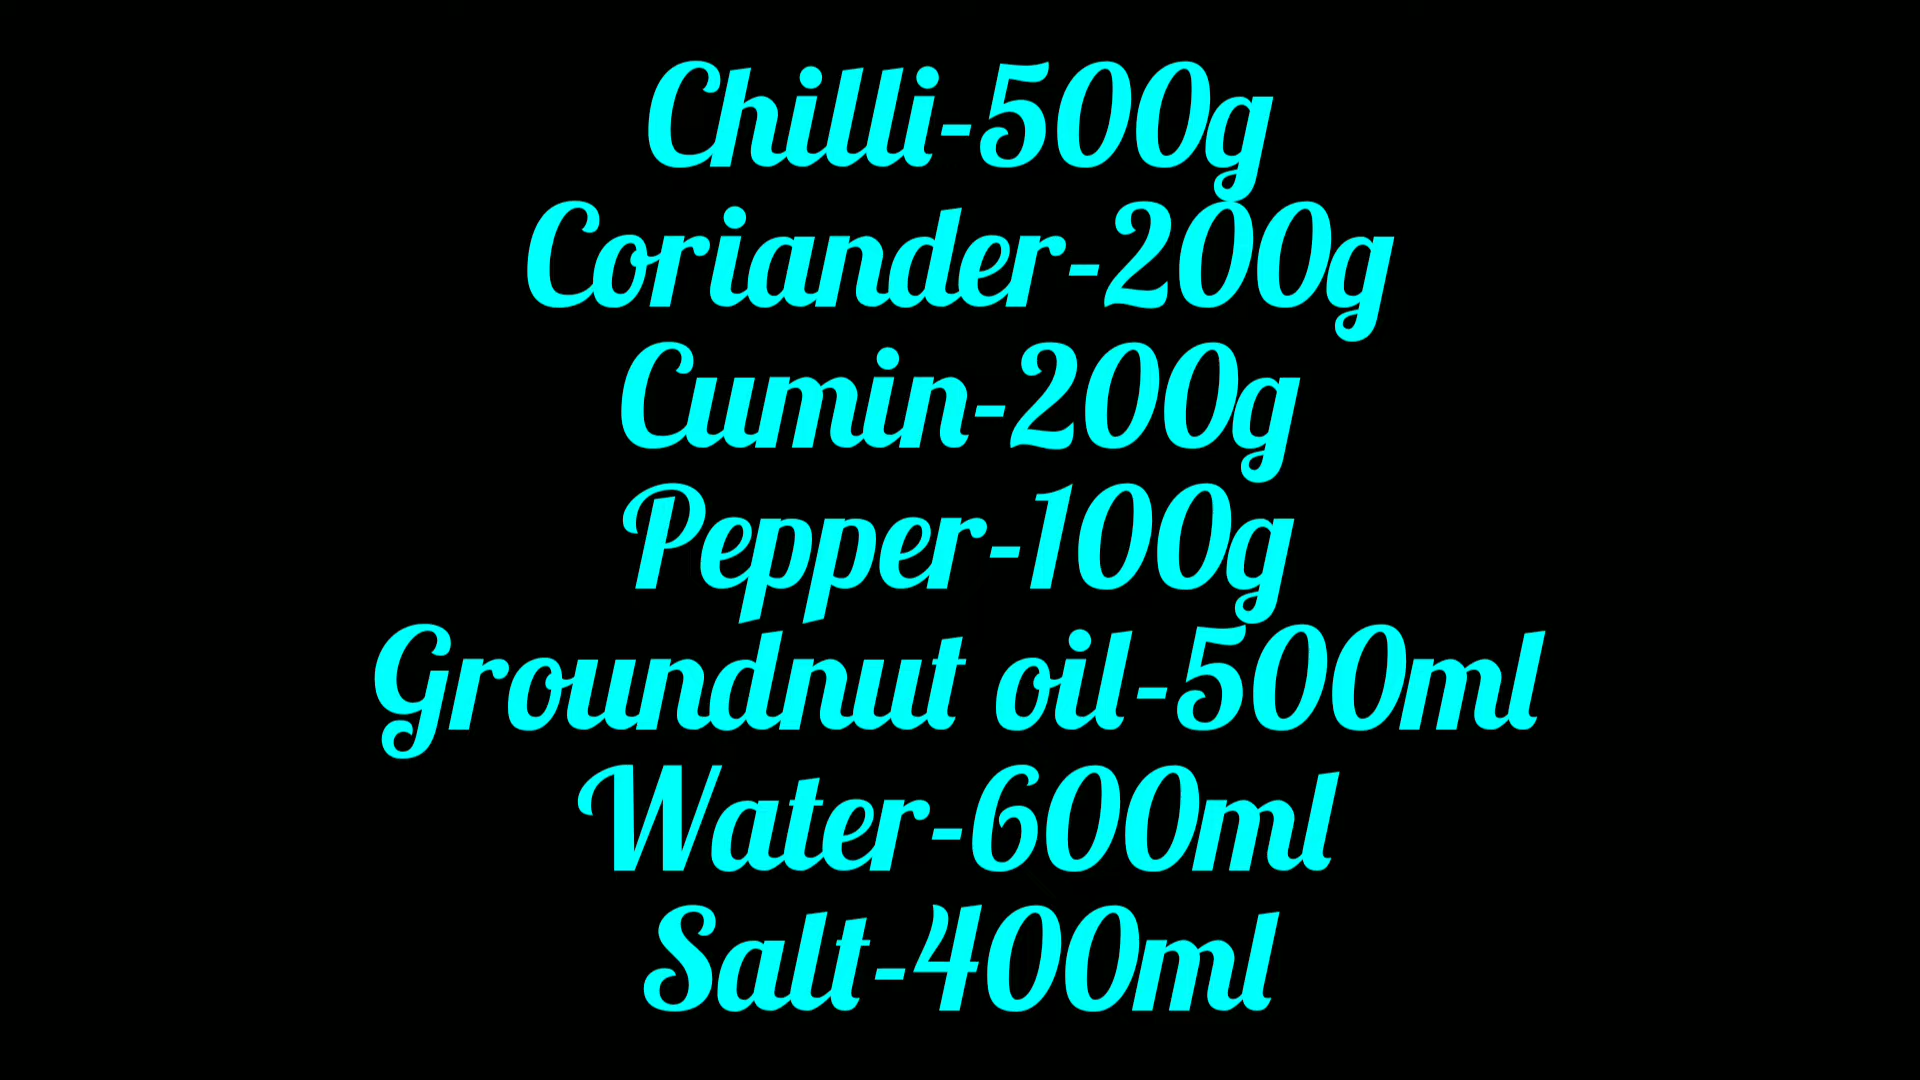 Chilli-500g
Coriander-200g
Cumin-200g
Pepper-100g
Groundnut oil-500ml
Water-600ml
Salt-400ml